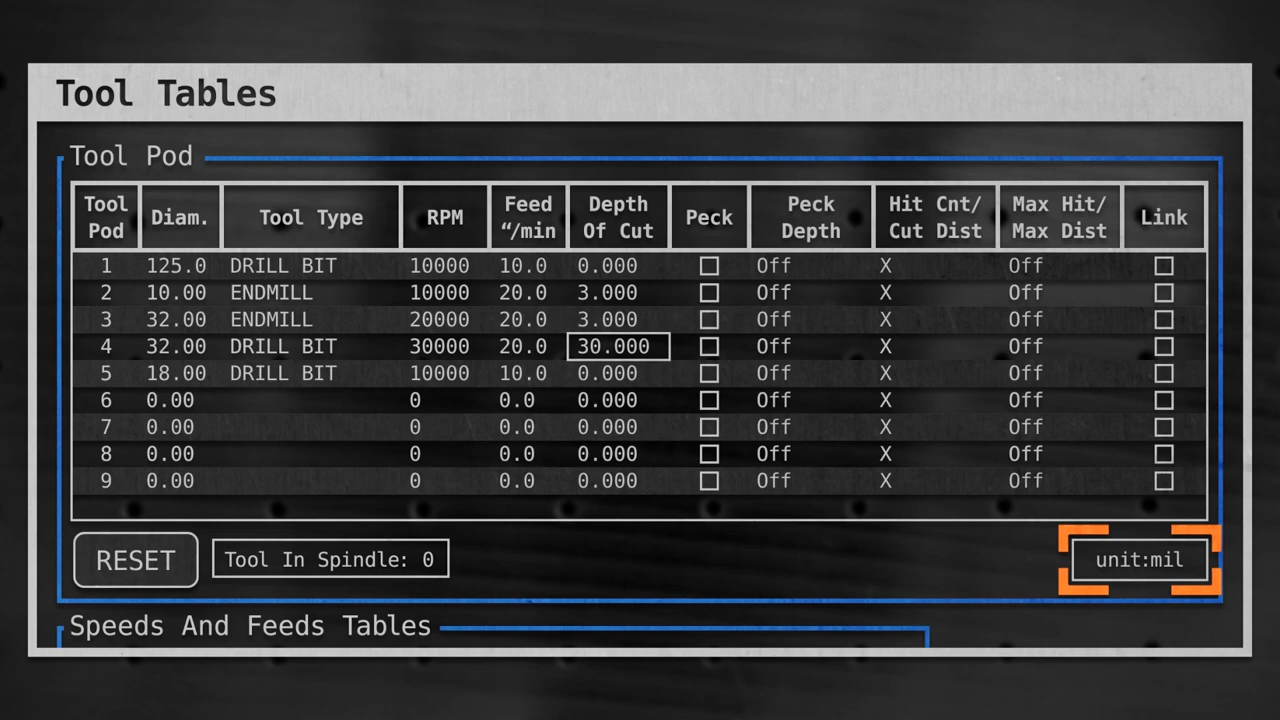 Tool Tables
Tool Pod
Tool Pod Diam. Tool Type RPM Feed “/min Depth Of Cut Peck Peck Depth Hit Cnt/ Cut Dist Max Hit/ Max Dist Link
1 125.0 DRILL BIT 10000 10.0 0.000 Off X Off
2 10.00 ENDMILL 10000 20.0 3.000 Off X Off
3 32.00 ENDMILL 20000 20.0 3.000 Off X Off
4 32.00 DRILL BIT 30000 20.0 30.000 Off X Off
5 18.00 DRILL BIT 10000 10.0 0.000 Off X Off
6 0.00 0 0.0 0.000 Off X Off
7 0.00 0 0.0 0.000 Off X Off
8 0.00 0 0.0 0.000 Off X Off
9 0.00 0 0.0 0.000 Off X Off
RESET Tool In Spindle: 0 unit:mil
Speeds And Feeds Tables